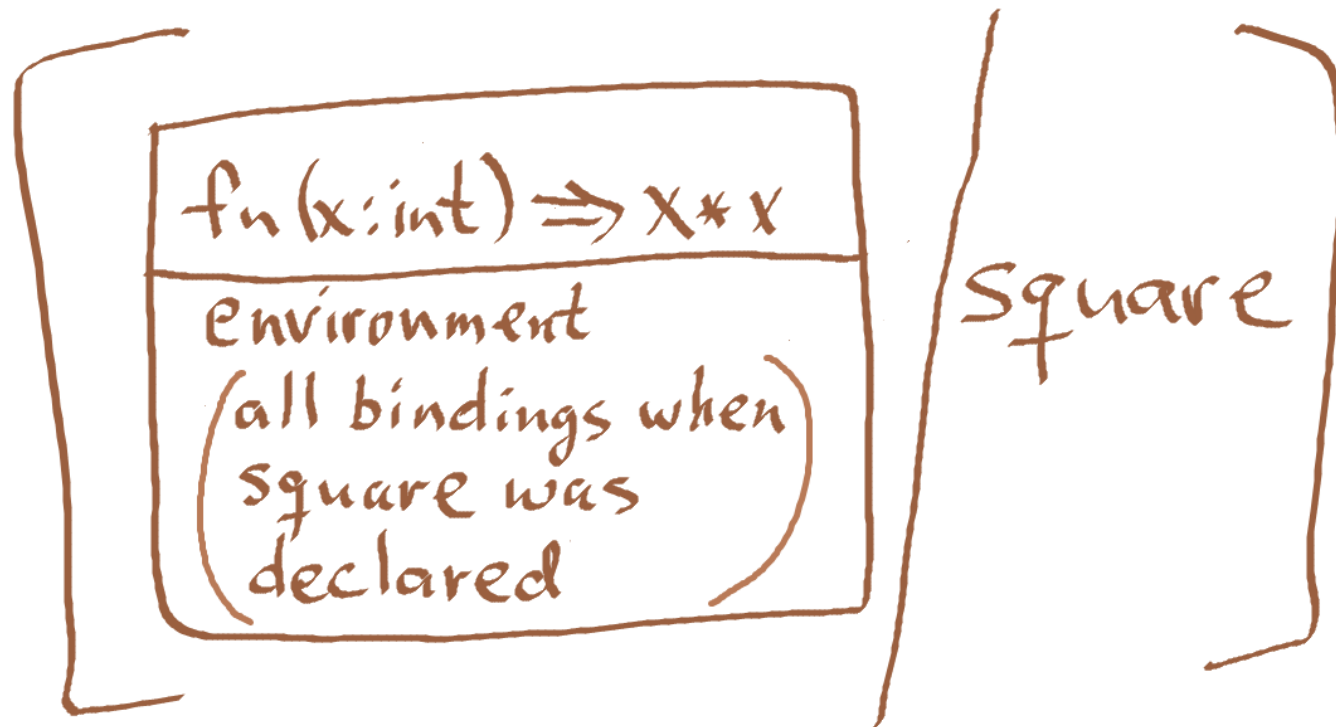 fn(x:int) ⇒ x*x
environment
(all bindings when
square was
declared)
square